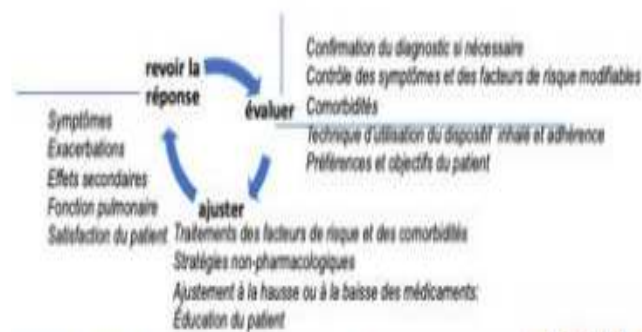 revoir la
réponse
Symptômes
Exacerbations
Effets secondaires
Fonction pulmonaire
Satisfaction du patient
évaluer
Confirmation du diagnostic si nécessaire
Contrôle des symptômes et des facteurs de risque modifiables
Comorbidités
Technique d'utilisation du dispositif inhalé et adhérence
Préférences et objectifs du patient
ajuster
Traitements des facteurs de risque et des comorbidités
Stratégies non-pharmacologiques
Ajustement à la hausse ou à la baisse des médicaments;
Éducation du patient